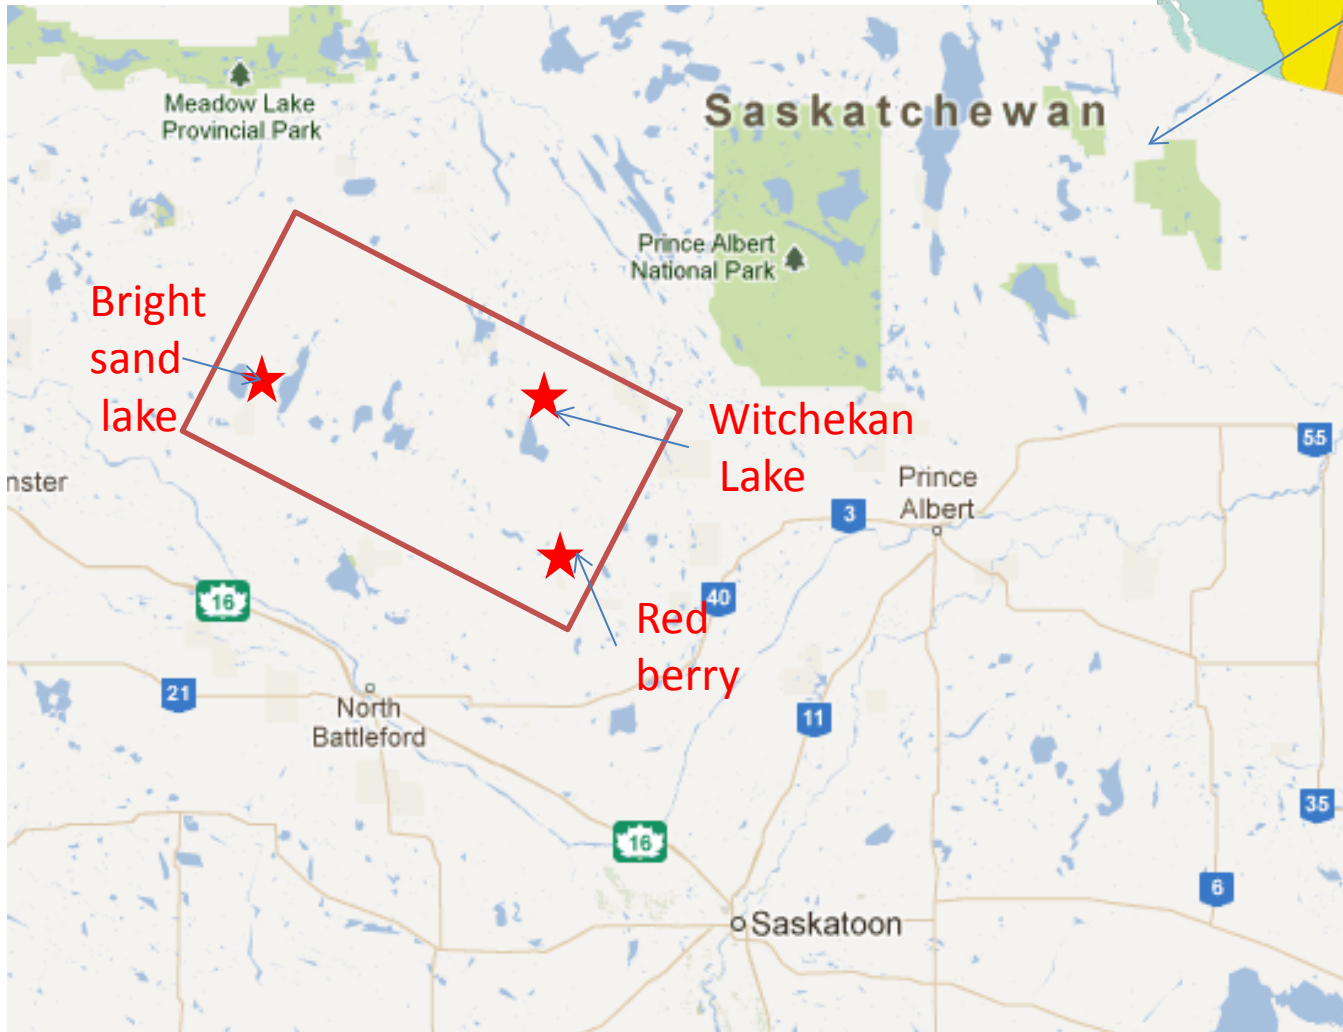 Meadow Lake
Provincial Park
Saskatchewan
Prince Albert
National Park
Bright
sand
lake
Witchekan
Lake
55
nster
Prince
Albert
3
16
40
Red
berry
21
North
Battleford
11
35
16
6
Saskatoon